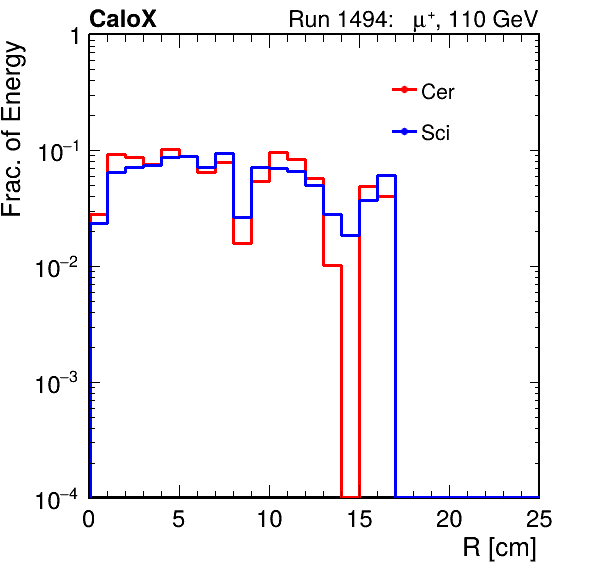 CaloX Run 1494: μ⁺, 110 GeV
Frac. of Energy
1
10⁻¹
10⁻²
10⁻³
10⁻⁴
Cer
Sci
0 5 10 15 20 25
R [cm]